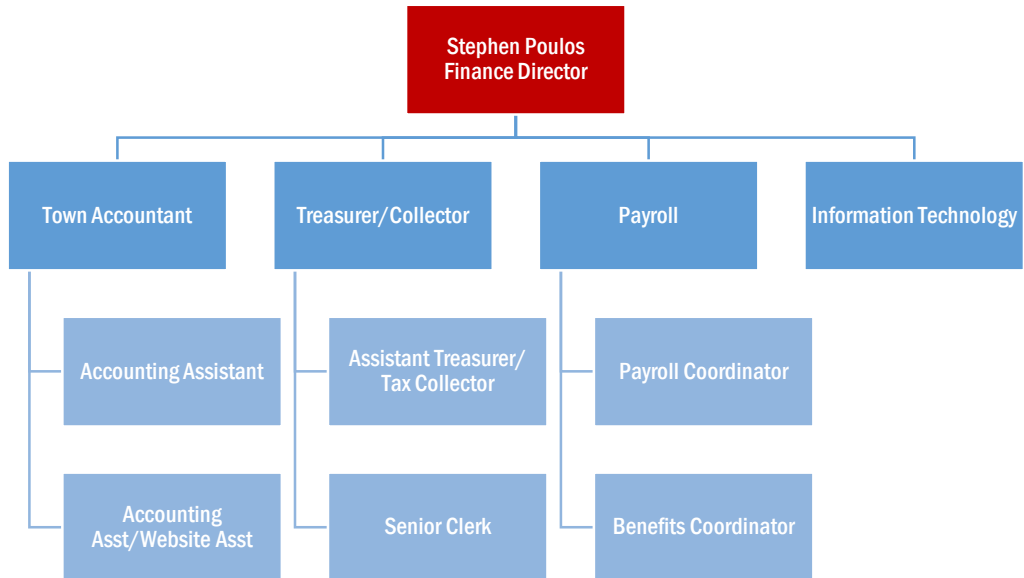 Stephen Poulos
Finance Director
Town Accountant
Treasurer/Collector
Payroll
Information Technology
Accounting Assistant
Assistant Treasurer/
Tax Collector
Payroll Coordinator
Accounting
Asst/Website Asst
Senior Clerk
Benefits Coordinator